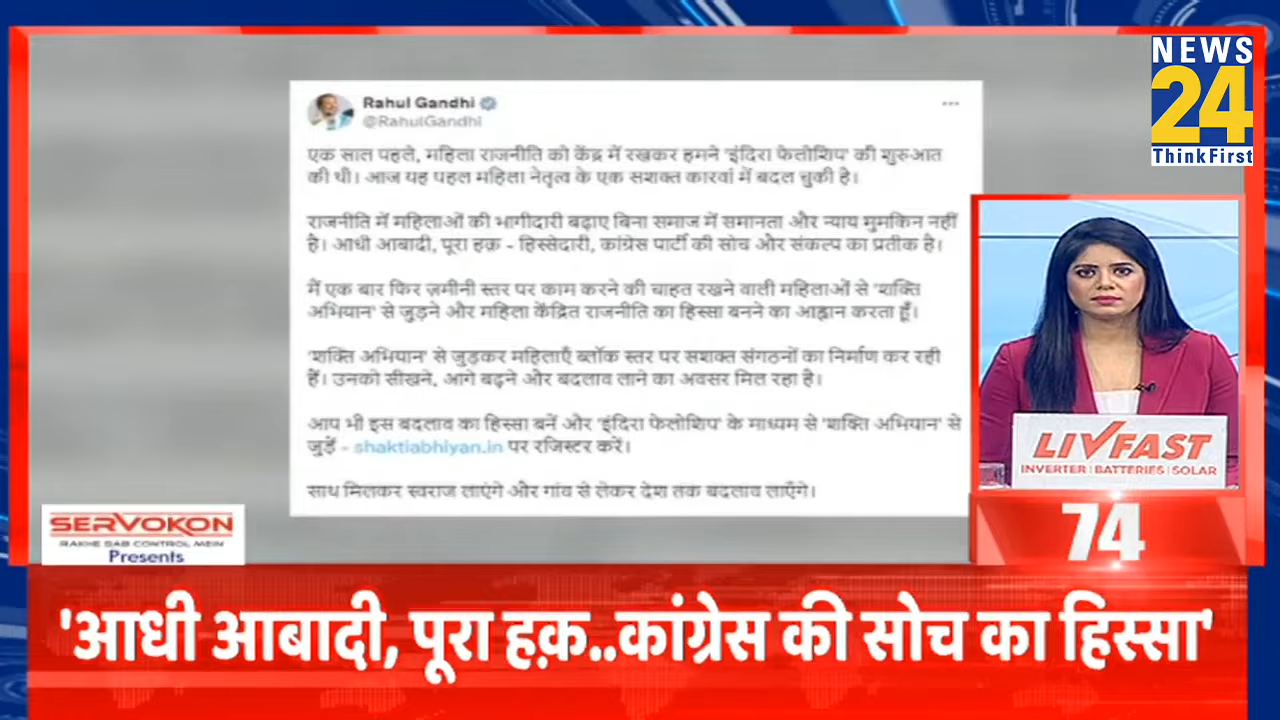 NEWS
24
ThinkFirst
Rahul Gandhi
@RahulGandhi
एक साल पहले, महिला राजनीति को केंद्र में रखकर हमने 'इंदिरा फेलोशिप' की शुरुआत
की थी। आज यह पहल महिला नेतृत्व के एक सशक्त कारवां में बदल चुकी है।
राजनीति में महिलाओं की भागीदारी बढ़ाए बिना समाज में समानता और न्याय मुमकिन नहीं
है। आधी आबादी, पूरा हक़ - हिस्सेदारी, कांग्रेस पार्टी की सोच और संकल्प का प्रतीक है।
मैं एक बार फिर ज़मीनी स्तर पर काम करने की चाहत रखने वाली महिलाओं से 'शक्ति
अभियान' से जुड़ने और महिला केंद्रित राजनीति का हिस्सा बनने का आह्वान करता हूँ।
'शक्ति अभियान' से जुड़कर महिलाएँ ब्लॉक स्तर पर सशक्त संगठनों का निर्माण कर रही
हैं। उनको सीखने, आगे बढ़ने और बदलाव लाने का अवसर मिल रहा है।
आप भी इस बदलाव का हिस्सा बनें और 'इंदिरा फेलोशिप' के माध्यम से 'शक्ति अभियान' से
जुड़ें - shaktiabhiyan.in पर रजिस्टर करें।
साथ मिलकर स्वराज लाएंगे और गांव से लेकर देश तक बदलाव लाएँगे।
LIVFAST
INVERTER | BATTERIES | SOLAR
SERVOKON
RAKHE SAB CONTROL MEIN
Presents
74
'आधी आबादी, पूरा हक़..कांग्रेस की सोच का हिस्सा'